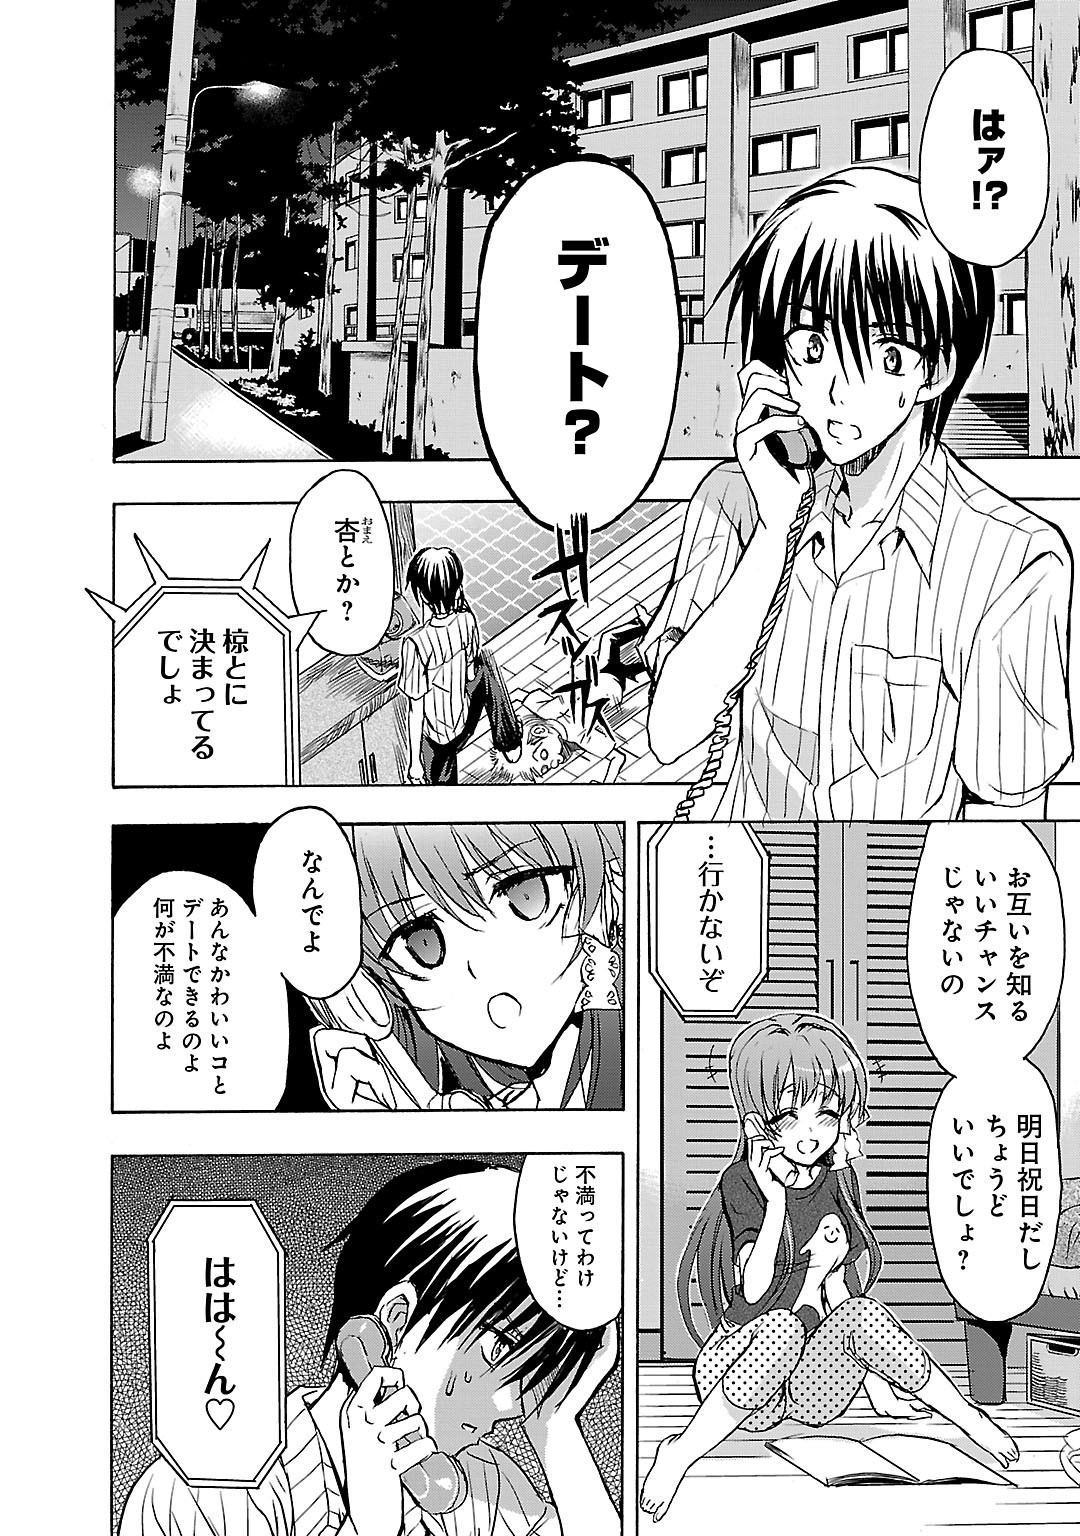 はァ!?
デート?
杏とか?
おまえ
椋とに
決まってる
でしょ
ギャ
ズズズ
お互いを知る
いいチャンス
じゃないの
明日祝日だし
ちょうど
いいでしょ?
…行かないぞ
なんでよ
あんなかわいいコと
デートできるのよ
何が不満なのよ
不満ってわけ
じゃないけど…
はは〜ん♡